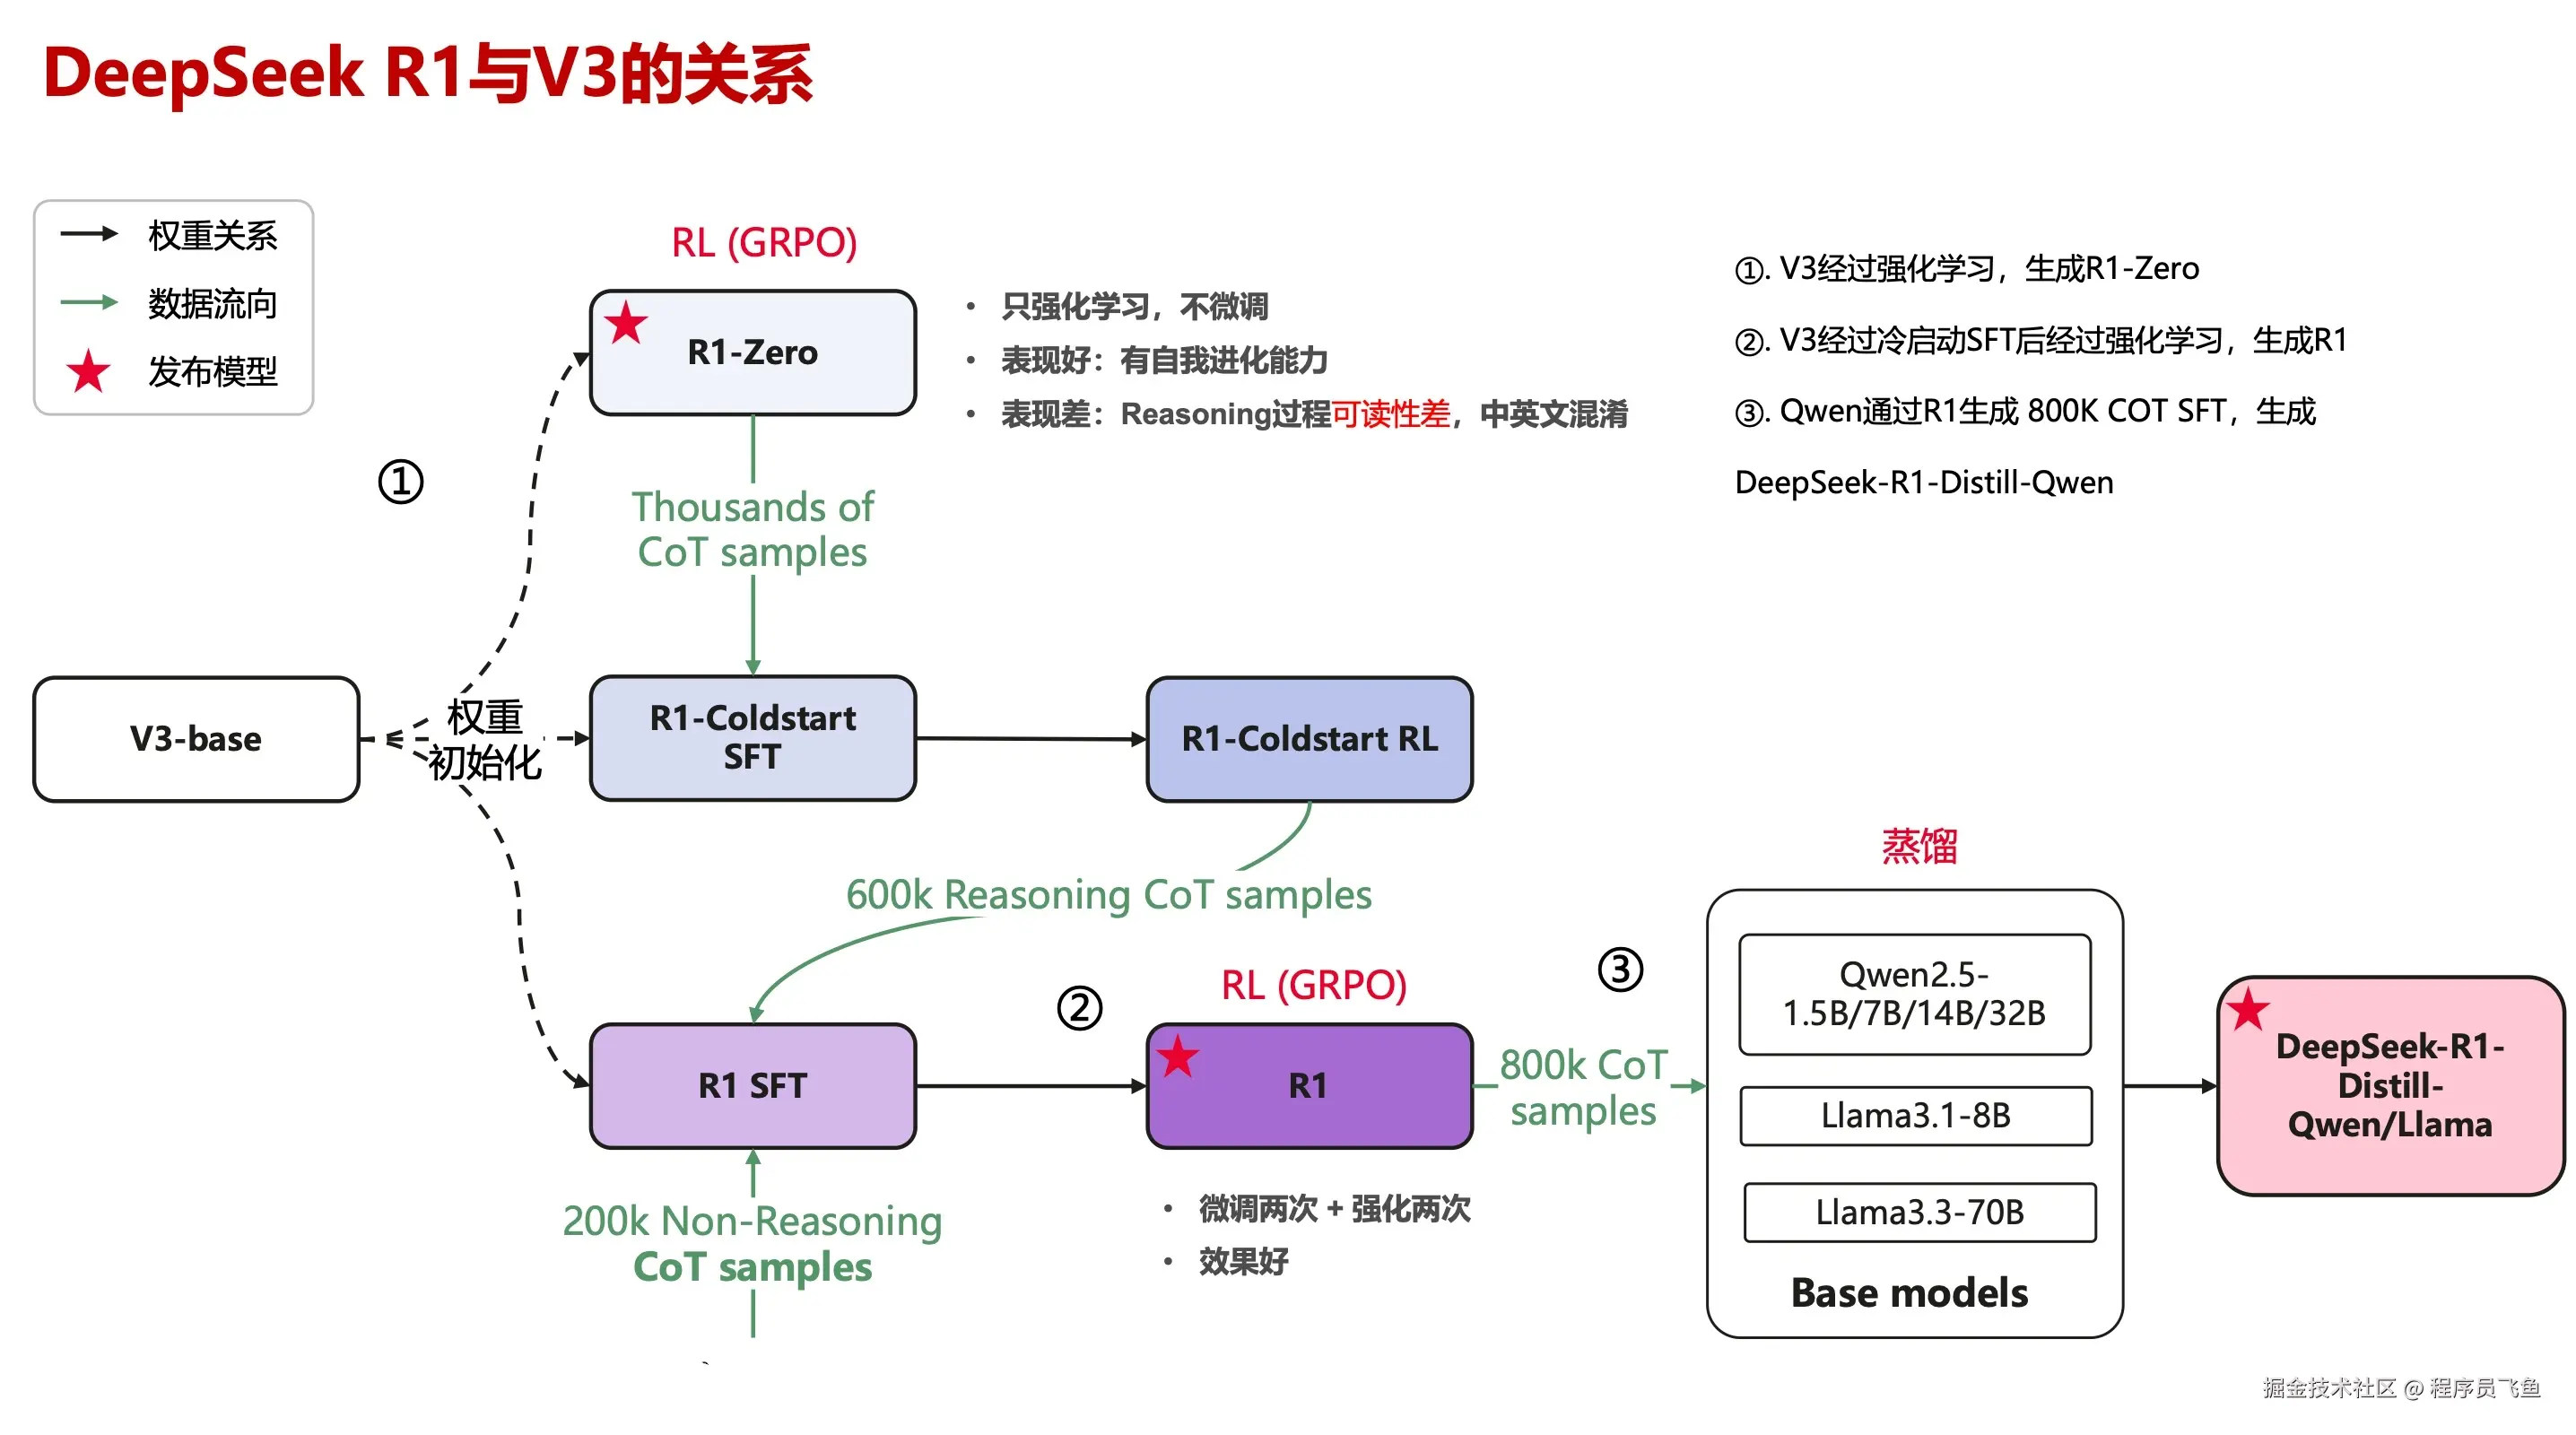 DeepSeek R1与V3的关系
权重关系
数据流向
发布模型
RL (GRPO)
R1-Zero
只强化学习，不微调
表现好：有自我进化能力
表现差：Reasoning过程可读性差，中英文混淆
①. V3经过强化学习，生成R1-Zero
②. V3经过冷启动SFT后经过强化学习，生成R1
③. Qwen通过R1生成 800K COT SFT，生成
DeepSeek-R1-Distill-Qwen
①
Thousands of
CoT samples
V3-base
权重
初始化
R1-Coldstart
SFT
R1-Coldstart RL
600k Reasoning CoT samples
R1 SFT
②
RL (GRPO)
R1
200k Non-Reasoning
CoT samples
微调两次 + 强化两次
效果好
③
800k CoT
samples
蒸馏
Qwen2.5-
1.5B/7B/14B/32B
Llama3.1-8B
Llama3.3-70B
Base models
DeepSeek-R1-
Distill-
Qwen/Llama
掘金技术社区 @ 程序员飞鱼